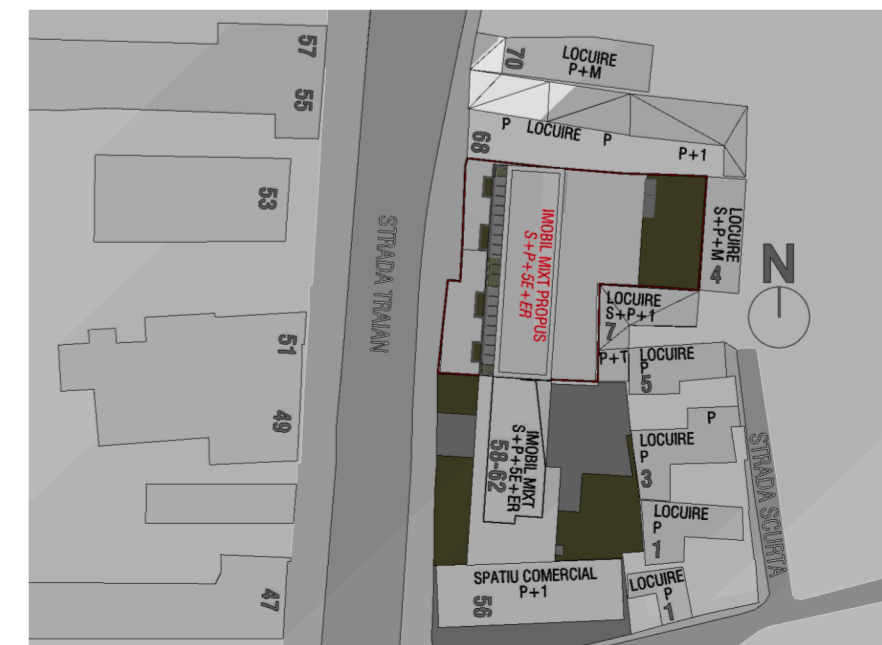 57
55
53
51
49
47
STRADA TRAIAN
70
LOCUIRE
P+M
68
P LOCUIRE P
P+1
IMOBIL MIXT PROPUS
S+P+5E+ER
LOCUIRE
S+P+M
4
N
LOCUIRE
S+P+1
7
P+T
LOCUIRE
P
5
P
LOCUIRE
P
3
IMOBIL MIXT
S+P+5E+ER
58-62
LOCUIRE
P
1
STRADA SCURTĂ
SPATIU COMERCIAL
P+1
56
LOCUIRE
P
1